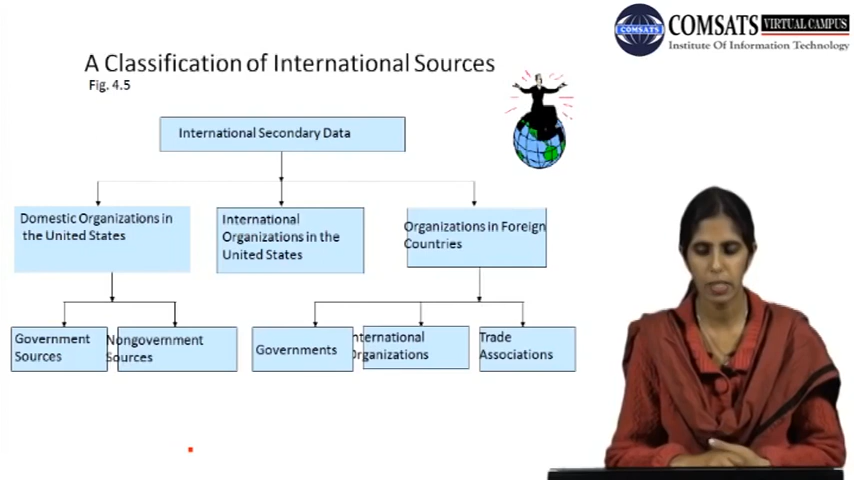 COMSATS VIRTUAL CAMPUS
COMSATS
Institute Of Information Technology
A Classification of International Sources
Fig. 4.5
International Secondary Data
Domestic Organizations in
the United States
International
Organizations in the
United States
Organizations in Foreign
Countries
Government
Sources
Nongovernment
Sources
Governments
International
Organizations
Trade
Associations